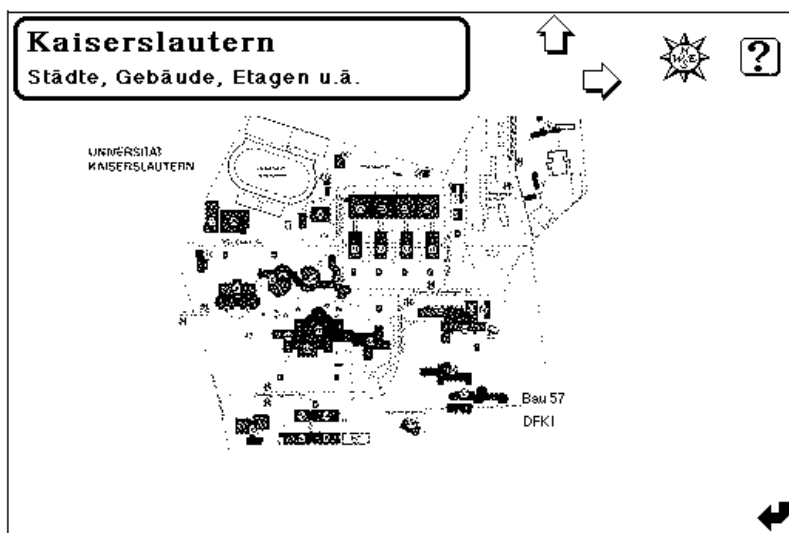 Kaiserslautern
Städte, Gebäude, Etagen u.ä.
N
W E
S
?
UNIVERSITÄT
KAISERSLAUTERN
Bau 57
DFKI